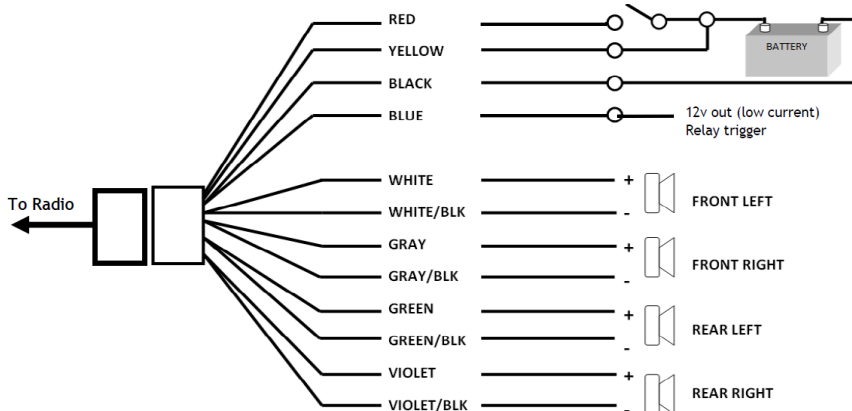 RED
YELLOW
BATTERY
BLACK
BLUE
12v out (low current)
Relay trigger
To Radio
WHITE
+
FRONT LEFT
WHITE/BLK
-
GRAY
+
FRONT RIGHT
GRAY/BLK
-
GREEN
+
REAR LEFT
GREEN/BLK
-
VIOLET
+
REAR RIGHT
VIOLET/BLK
-